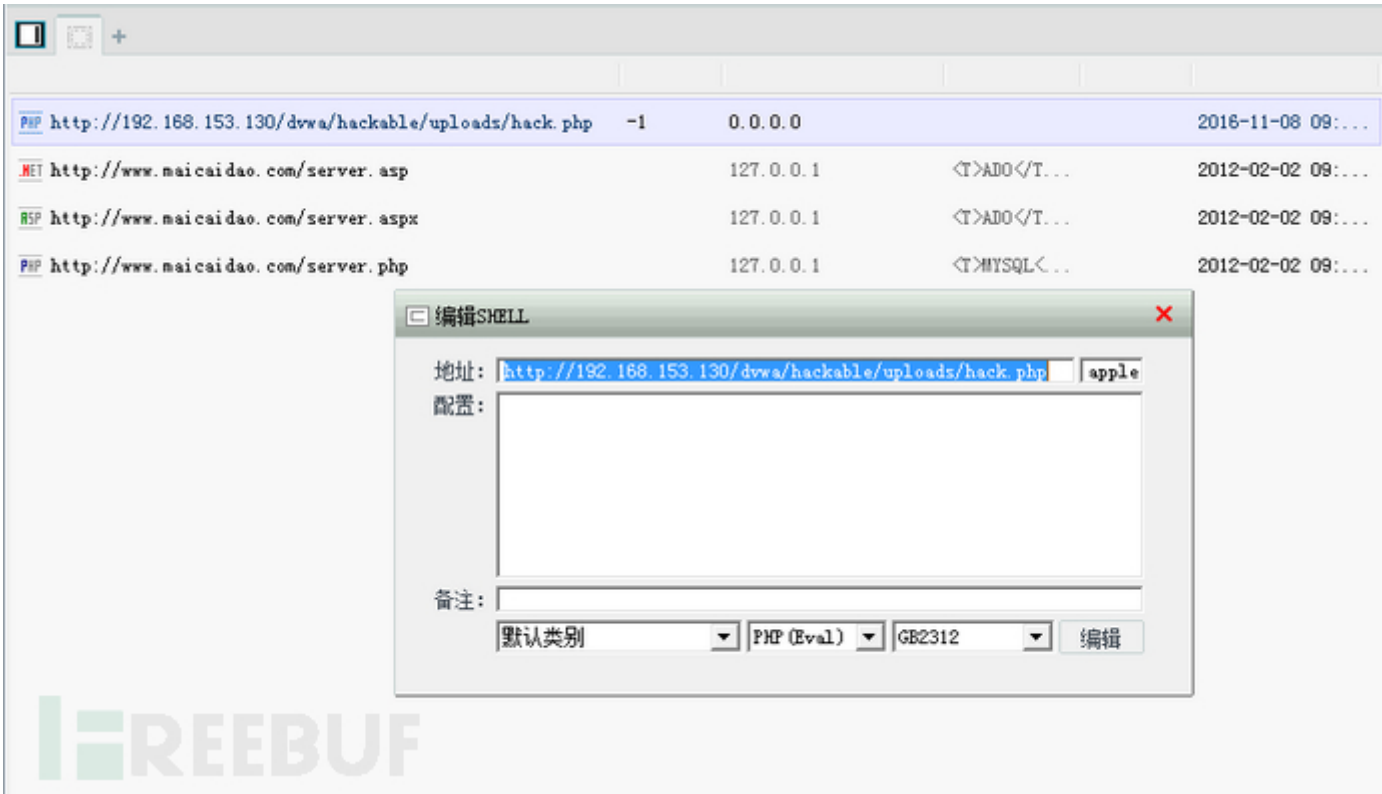 +
PHP http://192.168.153.130/dvwa/hackable/uploads/hack.php -1 0.0.0.0 2016-11-08 09:...
.NET http://www.maicaidao.com/server.asp 127.0.0.1 <T>ADO</T... 2012-02-02 09:...
ASP http://www.maicaidao.com/server.aspx 127.0.0.1 <T>ADO</T... 2012-02-02 09:...
PHP http://www.maicaidao.com/server.php 127.0.0.1 <T>MYSQL<... 2012-02-02 09:...
编辑SHELL
地址: http://192.168.153.130/dvwa/hackable/uploads/hack.php apple
配置:
备注:
默认类别 PHP(Eval) GB2312 编辑
FREEBUF